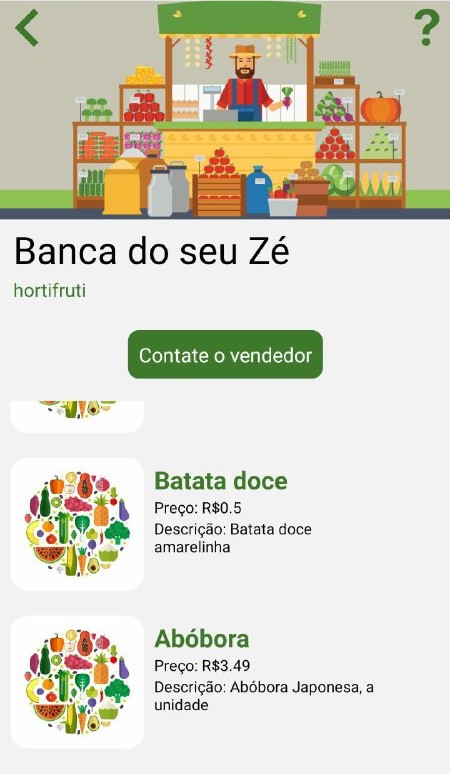 ?
Banca do seu Zé
hortifruti
Contate o vendedor
Batata doce
Preço: R$0.5
Descrição: Batata doce
amarelinha
Abóbora
Preço: R$3.49
Descrição: Abóbora Japonesa, a
unidade